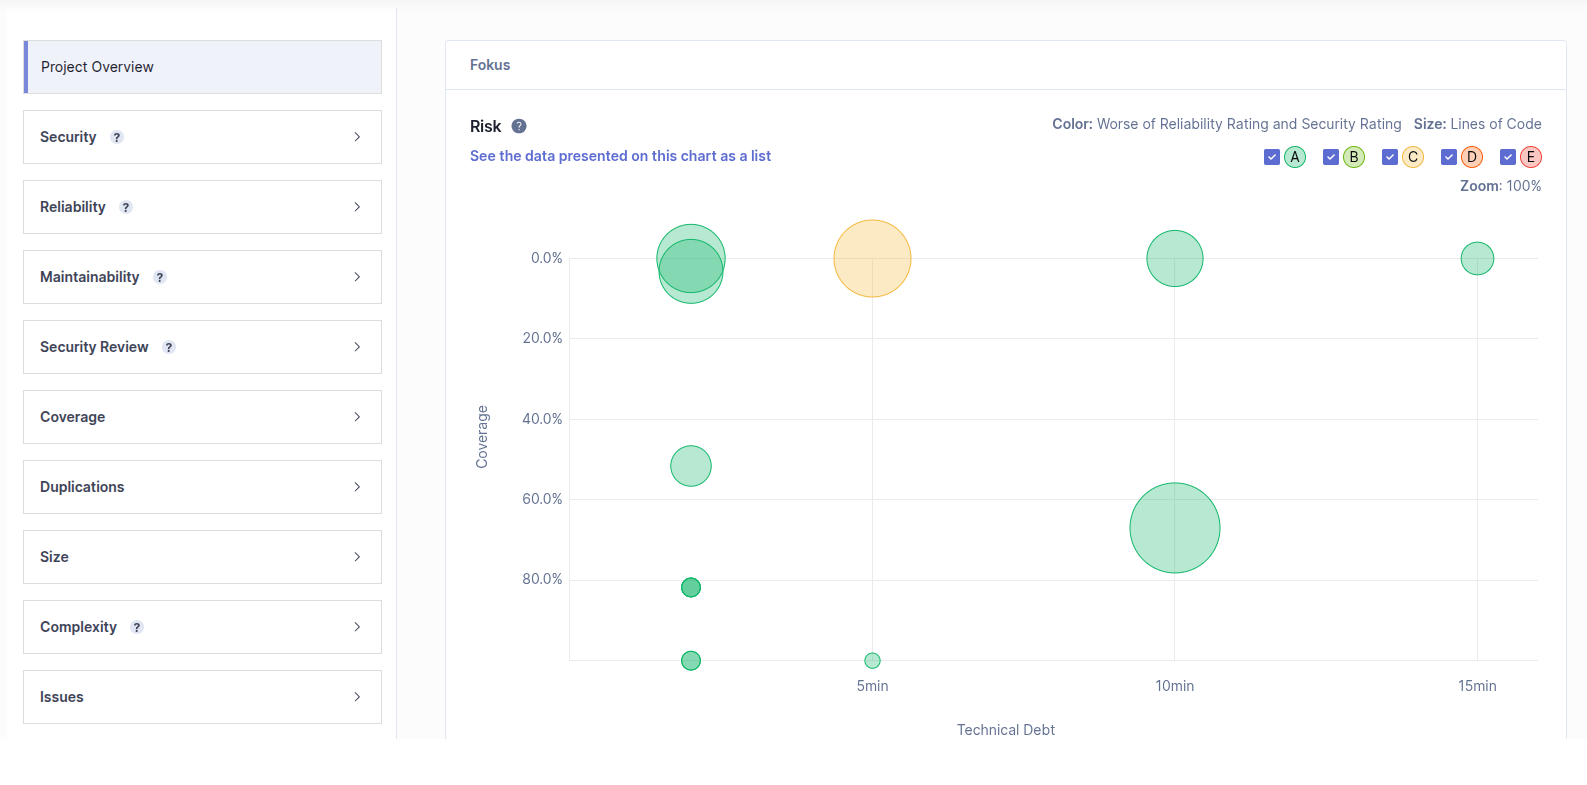 Project Overview
Security ?
Reliability ?
Maintainability ?
Security Review ?
Coverage
Duplications
Size
Complexity ?
Issues
Fokus
Risk ?
See the data presented on this chart as a list
Color: Worse of Reliability Rating and Security Rating Size: Lines of Code
A B C D E
Zoom: 100%
0.0%
20.0%
40.0%
60.0%
80.0%
Coverage
5min 10min 15min
Technical Debt